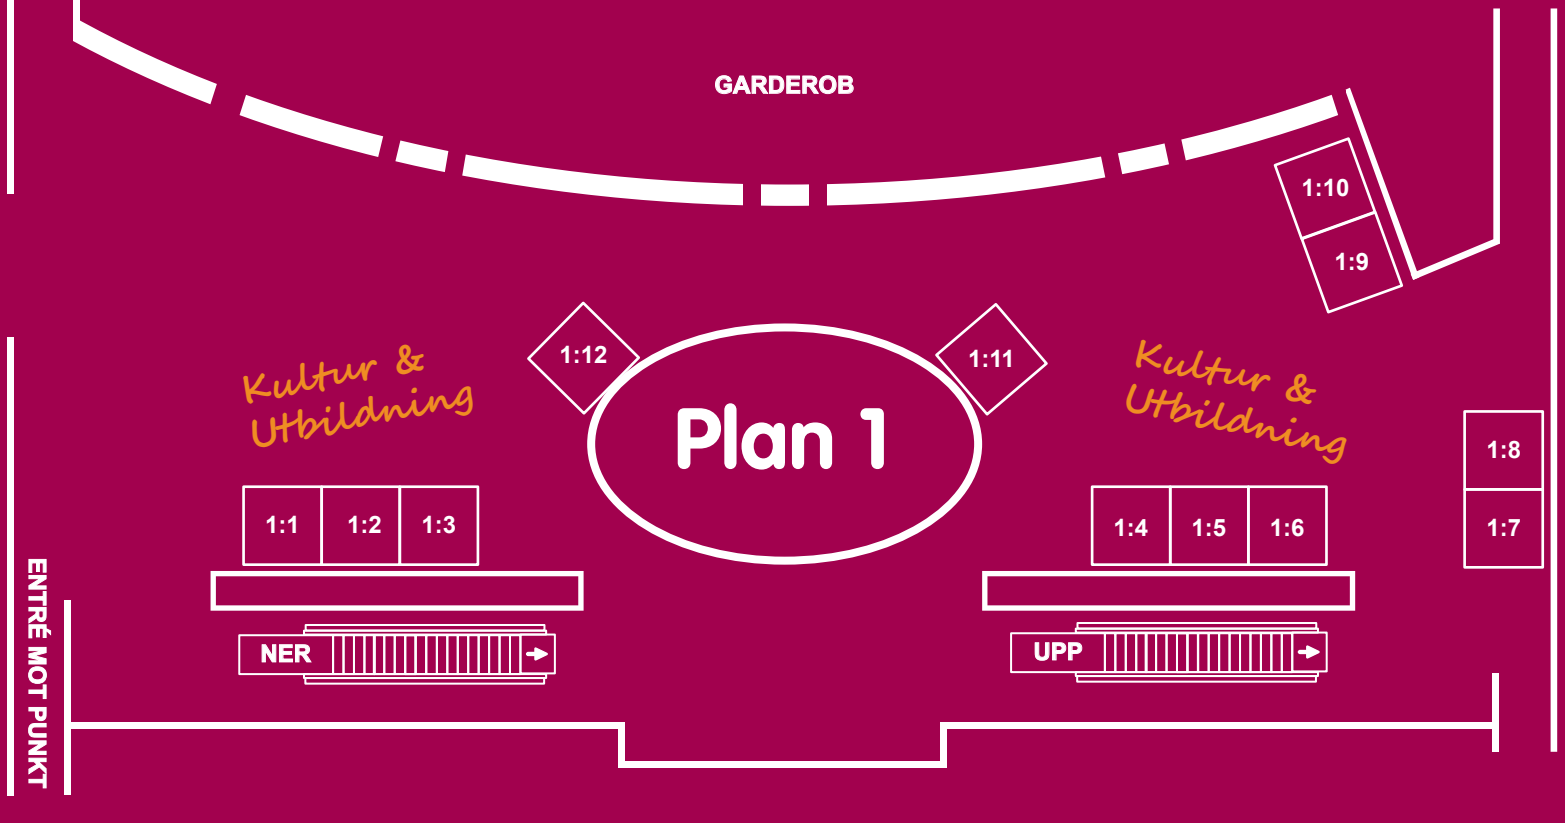 GARDEROB
1:10
1:9
1:12
1:11
Kultur &
Utbildning
Plan 1
Kultur &
Utbildning
1:8
1:7
1:1
1:2
1:3
1:4
1:5
1:6
ENTRÉ MOT PUNKT
NER
UPP